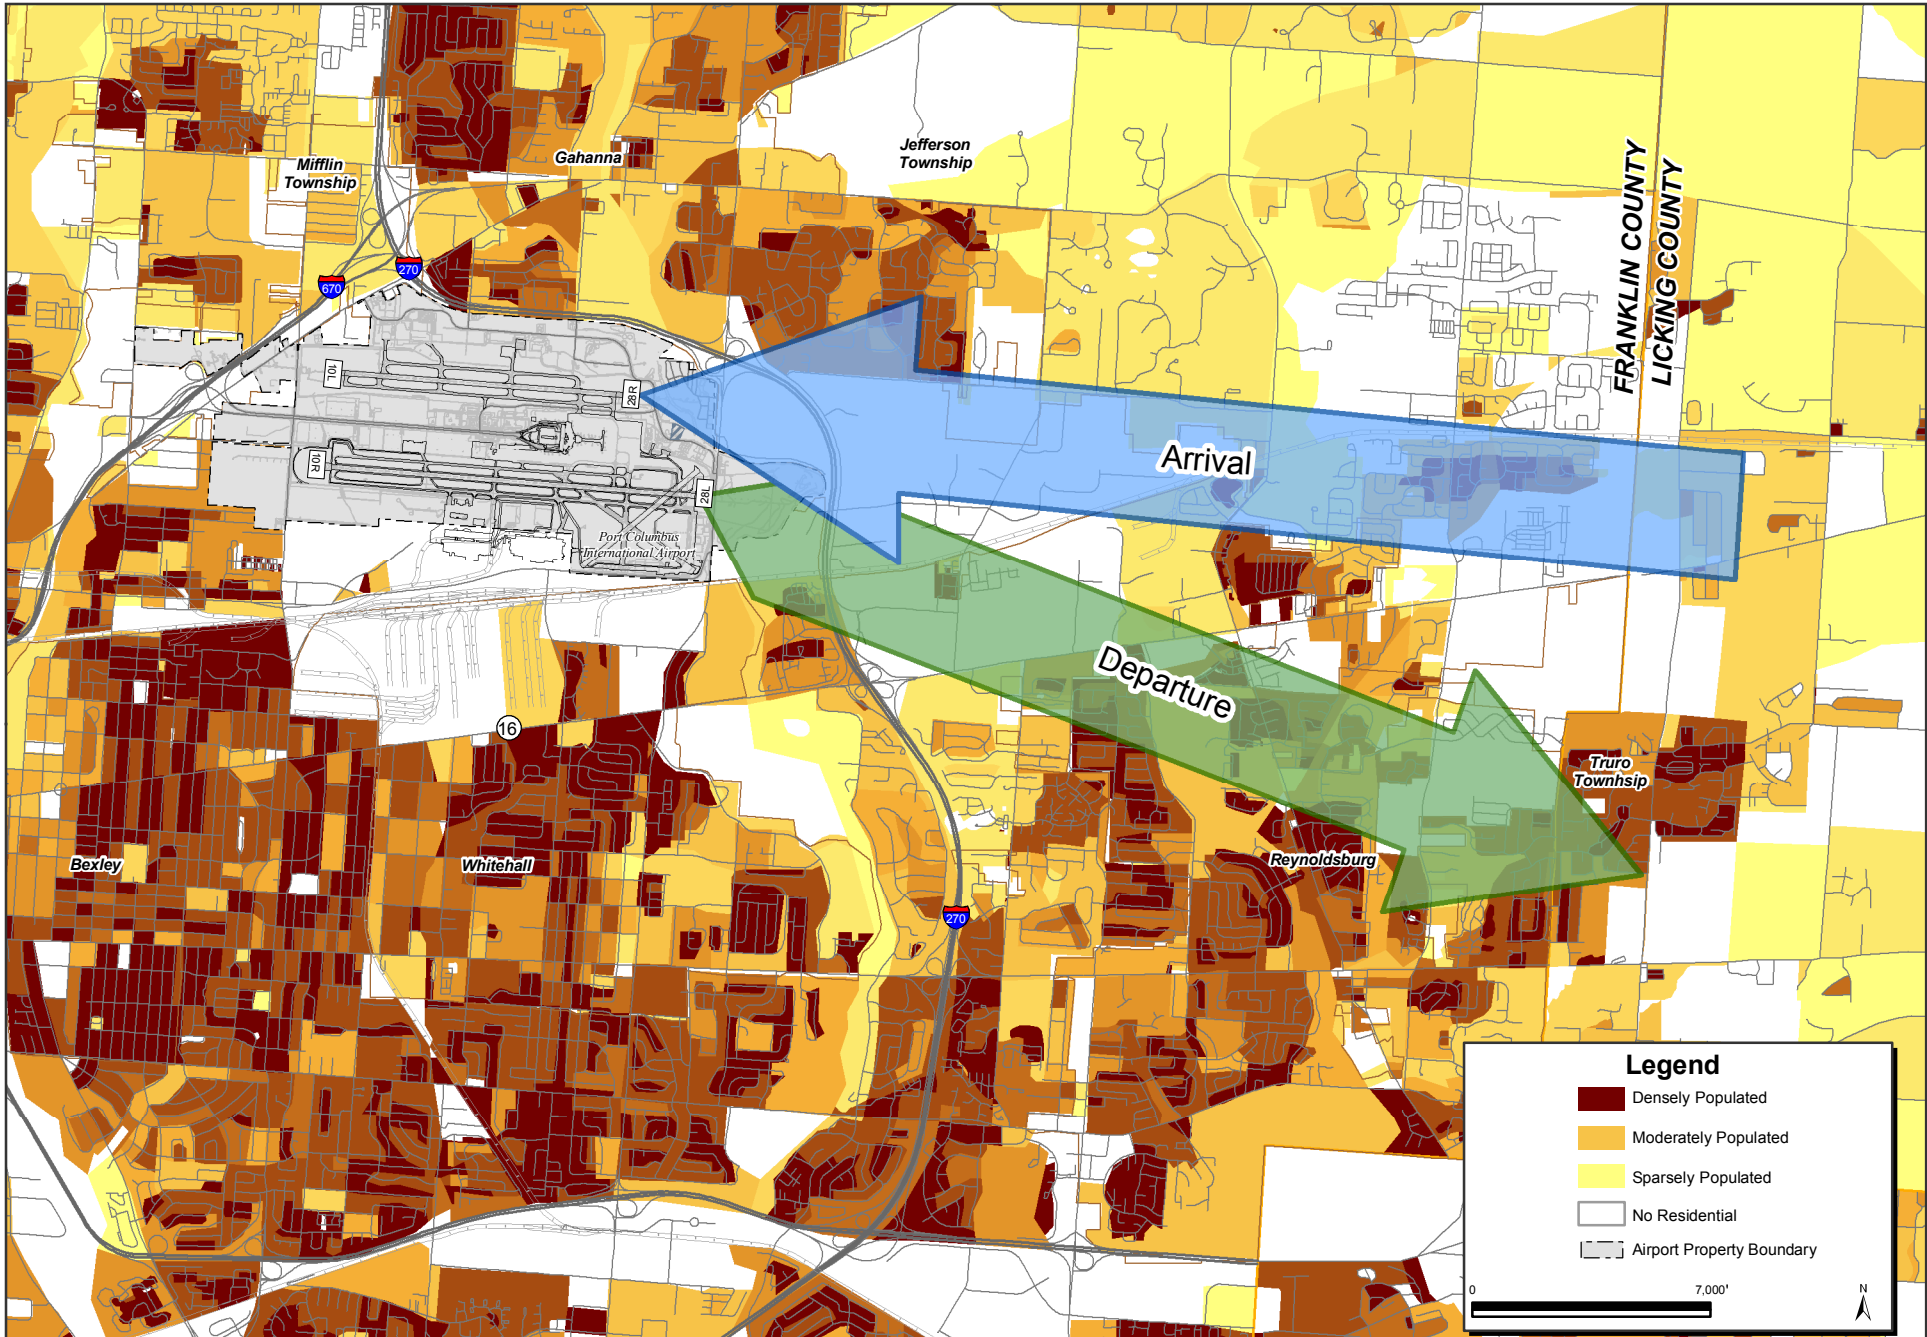 Mifflin
Township
Gahanna
Jefferson
Township
FRANKLIN COUNTY
LICKING COUNTY
270
670
10L
28R
10R
28L
Port Columbus
International Airport
Arrival
Departure
16
Truro
Townhsip
Bexley
Whitehall
Reynoldsburg
270
Legend
Densely Populated
Moderately Populated
Sparsely Populated
No Residential
Airport Property Boundary
0 7,000'
N